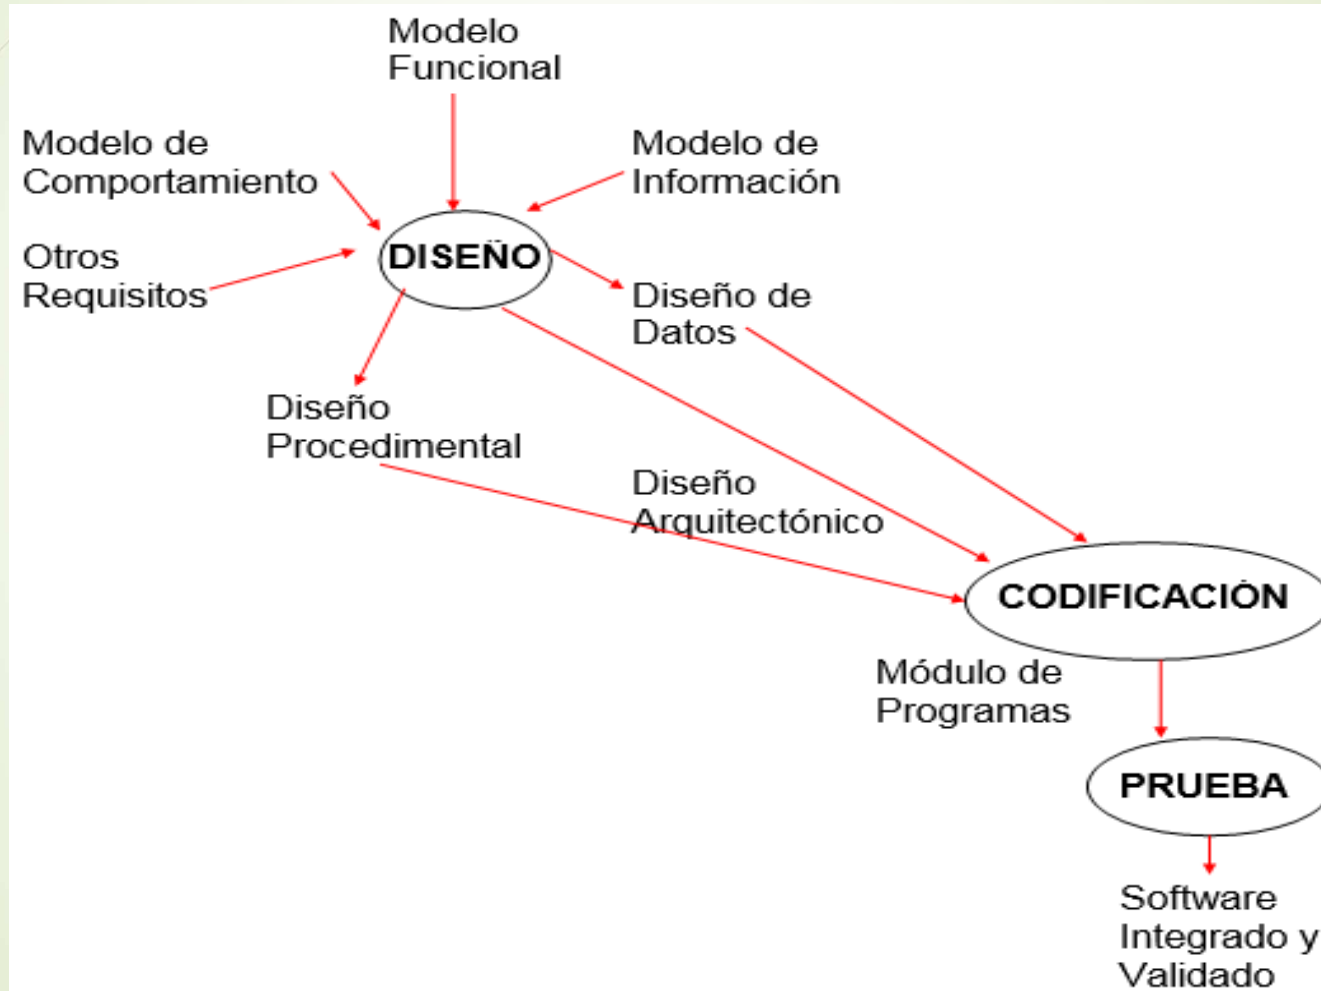 Modelo
Funcional
Modelo de
Comportamiento
Modelo de
Información
Otros
Requisitos
DISEÑO
Diseño de
Datos
Diseño
Procedimental
Diseño
Arquitectónico
CODIFICACIÓN
Módulo de
Programas
PRUEBA
Software
Integrado y
Validado